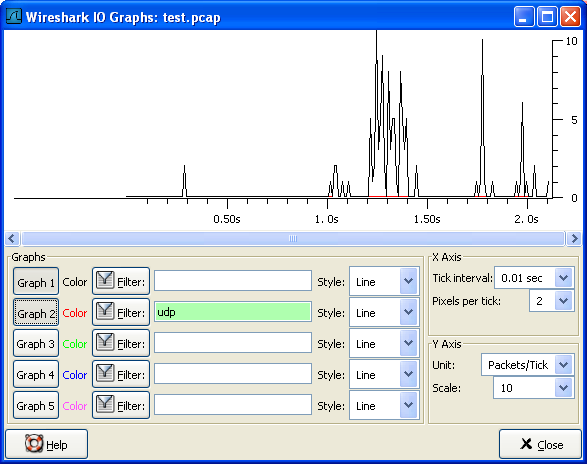 Wireshark IO Graphs: test.pcap
10
5
0
0.50s 1.0s 1.50s 2.0s
Graphs
Graph 1 Color Filter: Style: Line
Graph 2 Color Filter: udp Style: Line
Graph 3 Color Filter: Style: Line
Graph 4 Color Filter: Style: Line
Graph 5 Color Filter: Style: Line
X Axis
Tick interval: 0.01 sec
Pixels per tick: 2
Y Axis
Unit: Packets/Tick
Scale: 10
Help Close